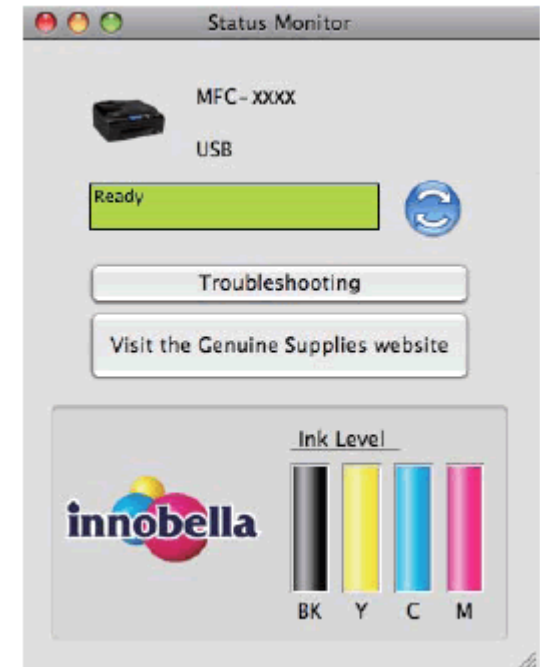 Status Monitor
MFC-XXXX
USB
Ready
Troubleshooting
Visit the Genuine Supplies website
Ink Level
innobella
BK Y C M